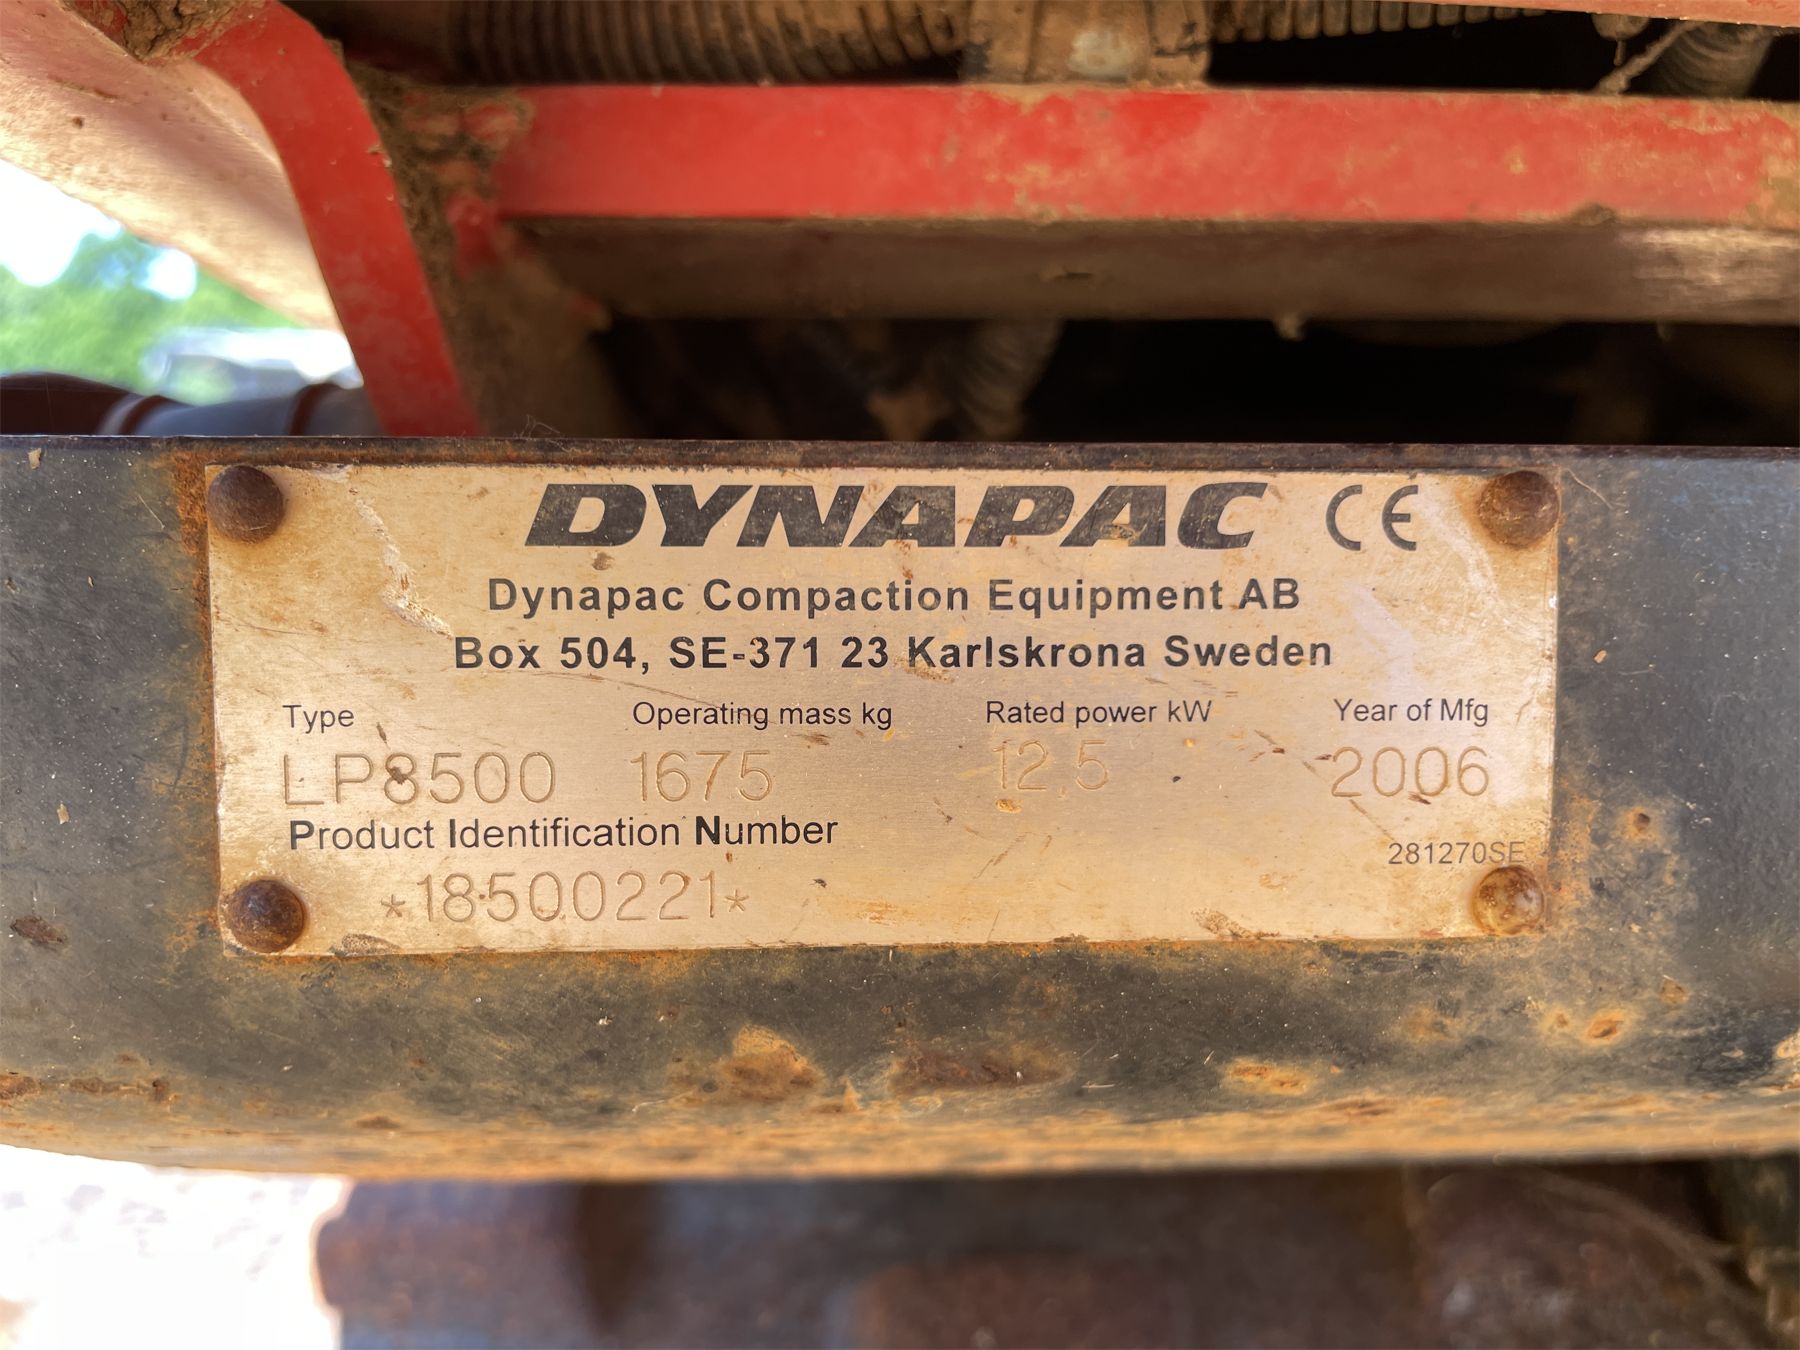 DYNAPAC CE
Dynapac Compaction Equipment AB
Box 504, SE-371 23 Karlskrona Sweden
Type Operating mass kg Rated power kW Year of Mfg
LP8500 1675 12.5 2006
Product Identification Number
281270SE
*18500221*